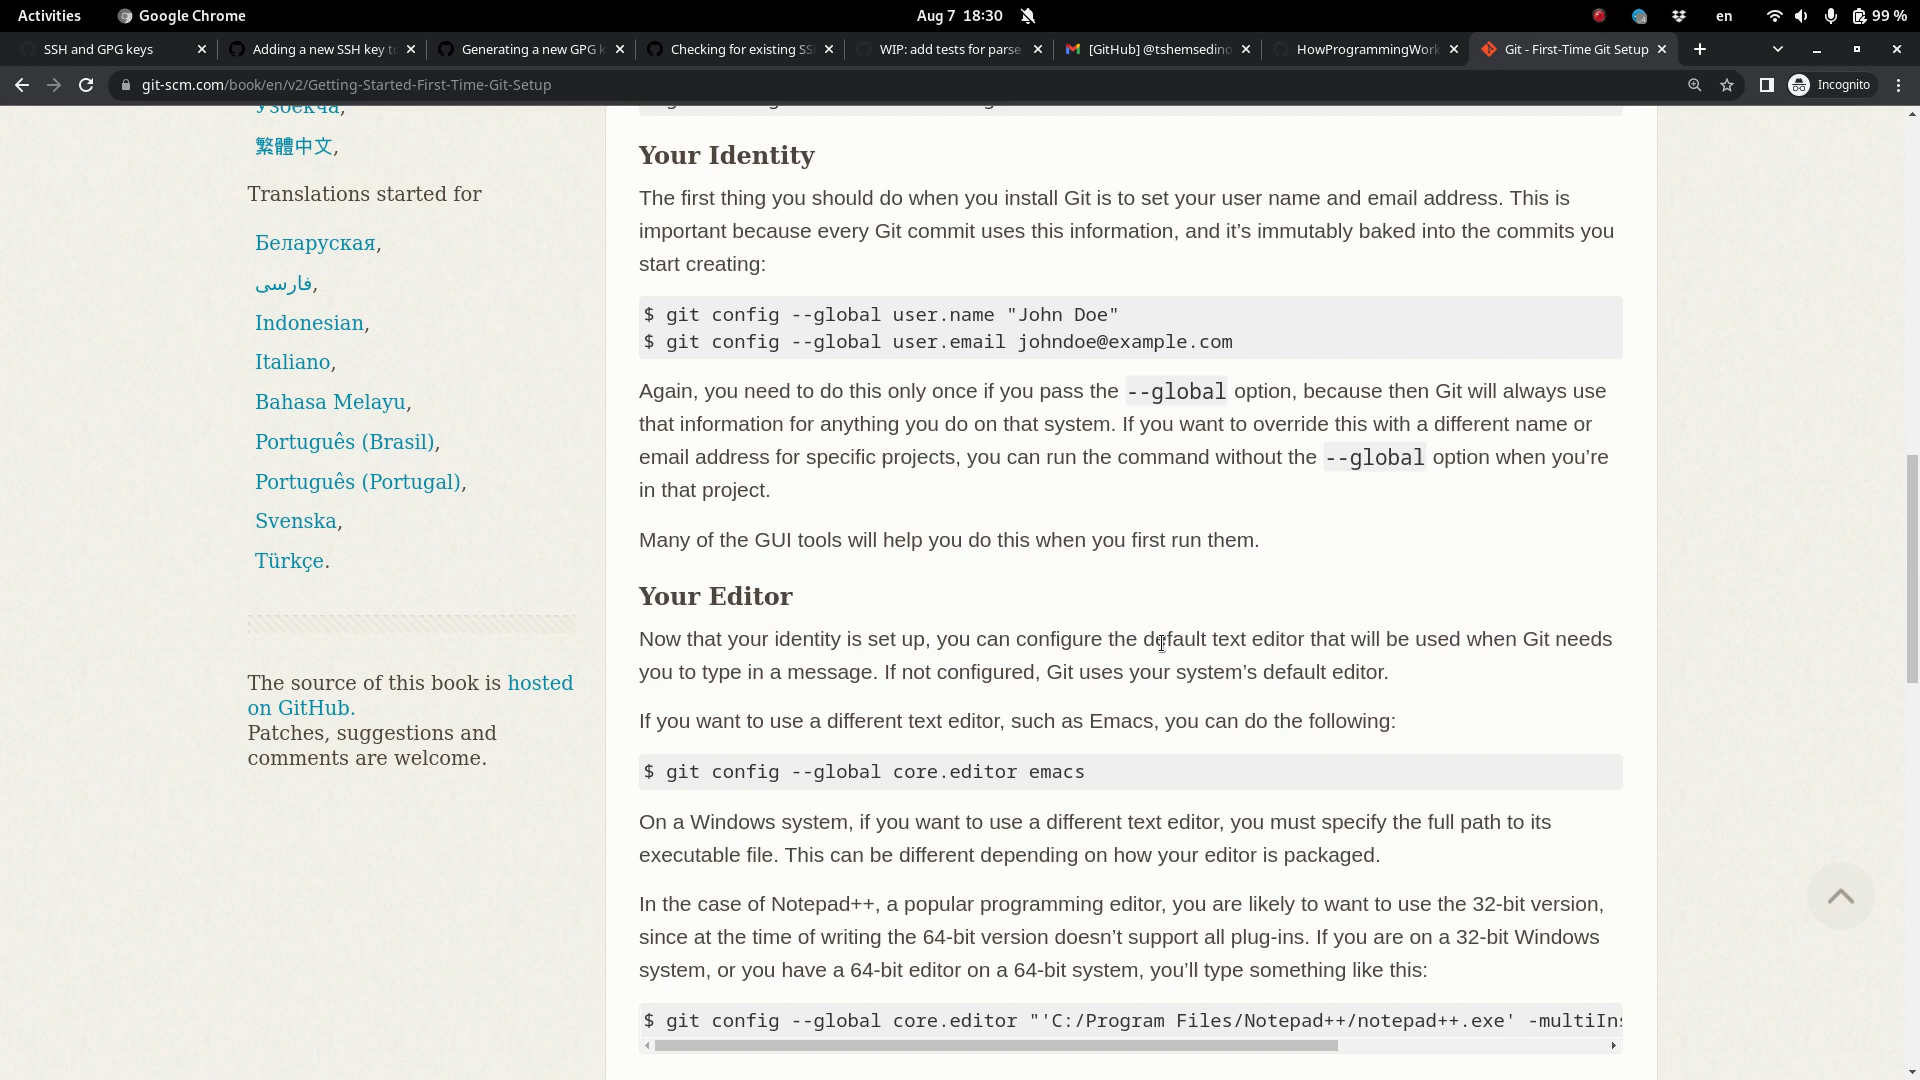 Activities
Google Chrome
Aug 7 18:30
en
99 %
SSH and GPG keys
Adding a new SSH key to
Generating a new GPG k
Checking for existing SS
WIP: add tests for parse
[GitHub] @tshemsedino
HowProgrammingWork
Git - First-Time Git Setup
git-scm.com/book/en/v2/Getting-Started-First-Time-Git-Setup
Incognito
Ўзбекча,
繁體中文,
Translations started for
Беларуская,
فارسی,
Indonesian,
Italiano,
Bahasa Melayu,
Português (Brasil),
Português (Portugal),
Svenska,
Türkçe.
The source of this book is hosted
on GitHub.
Patches, suggestions and
comments are welcome.
Your Identity
The first thing you should do when you install Git is to set your user name and email address. This is
important because every Git commit uses this information, and it’s immutably baked into the commits you
start creating:
$ git config --global user.name "John Doe"
$ git config --global user.email johndoe@example.com
Again, you need to do this only once if you pass the --global option, because then Git will always use
that information for anything you do on that system. If you want to override this with a different name or
email address for specific projects, you can run the command without the --global option when you’re
in that project.
Many of the GUI tools will help you do this when you first run them.
Your Editor
Now that your identity is set up, you can configure the default text editor that will be used when Git needs
you to type in a message. If not configured, Git uses your system’s default editor.
If you want to use a different text editor, such as Emacs, you can do the following:
$ git config --global core.editor emacs
On a Windows system, if you want to use a different text editor, you must specify the full path to its
executable file. This can be different depending on how your editor is packaged.
In the case of Notepad++, a popular programming editor, you are likely to want to use the 32-bit version,
since at the time of writing the 64-bit version doesn’t support all plug-ins. If you are on a 32-bit Windows
system, or you have a 64-bit editor on a 64-bit system, you’ll type something like this:
$ git config --global core.editor "'C:/Program Files/Notepad++/notepad++.exe' -multiIns